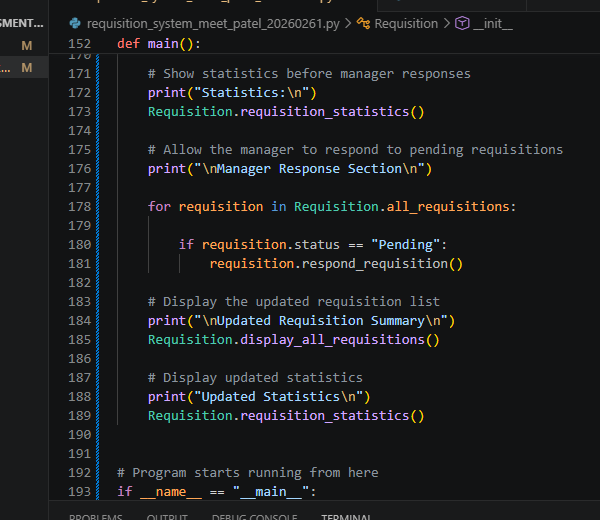 SMENT...
M
... M
requisition_system_meet_patel_20260261.py > Requisition > __init__
152 def main():
170
171 # Show statistics before manager responses
172 print("Statistics:\n")
173 Requisition.requisition_statistics()
174
175 # Allow the manager to respond to pending requisitions
176 print("\nManager Response Section\n")
177
178 for requisition in Requisition.all_requisitions:
179
180 if requisition.status == "Pending":
181 requisition.respond_requisition()
182
183 # Display the updated requisition list
184 print("\nUpdated Requisition Summary\n")
185 Requisition.display_all_requisitions()
186
187 # Display updated statistics
188 print("Updated Statistics\n")
189 Requisition.requisition_statistics()
190
191
192 # Program starts running from here
193 if __name__ == "__main__":
PROBLEMS OUTPUT DEBUG CONSOLE TERMINAL